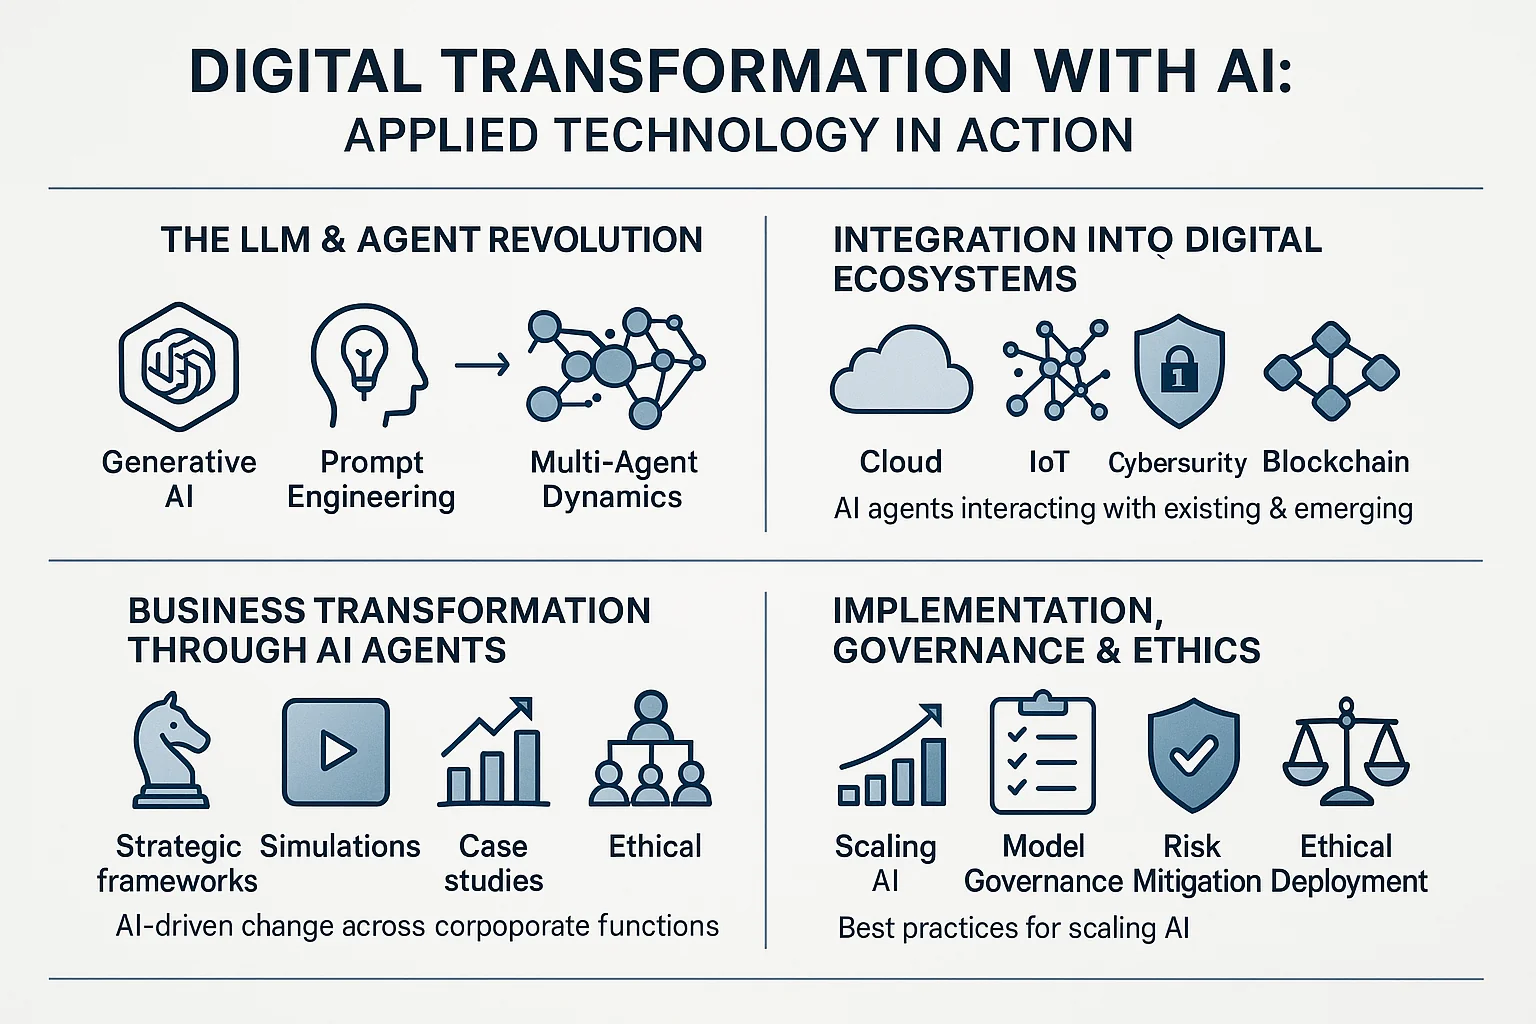 DIGITAL TRANSFORMATION WITH AI:
APPLIED TECHNOLOGY IN ACTION
THE LLM & AGENT REVOLUTION
Generative
AI
Prompt
Engineering
Multi-Agent
Dynamics
INTEGRATION INTO DIGITAL
ECOSYSTEMS
1
Cloud
IoT
Cybersurity
Blockchain
AI agents interacting with existing & emerging
BUSINESS TRANSFORMATION
THROUGH AI AGENTS
Strategic
frameworks
Simulations
Case
studies
Ethical
AI-driven change across corpoporate functions
IMPLEMENTATION,
GOVERNANCE & ETHICS
Scaling
AI
Model
Governance
Risk
Mitigation
Ethical
Deployment
Best practices for scaling AI